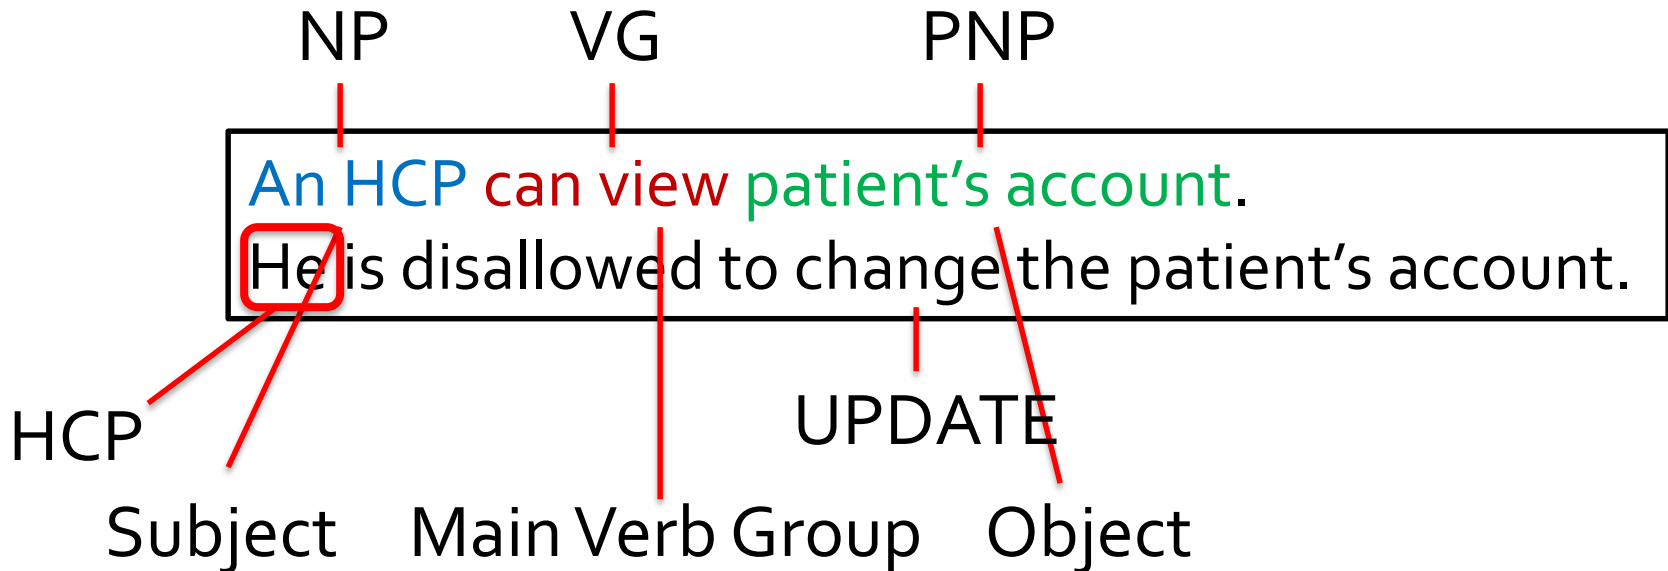 NP VG PNP
An HCP can view patient’s account.
He is disallowed to change the patient’s account.
HCP UPDATE
Subject Main Verb Group Object